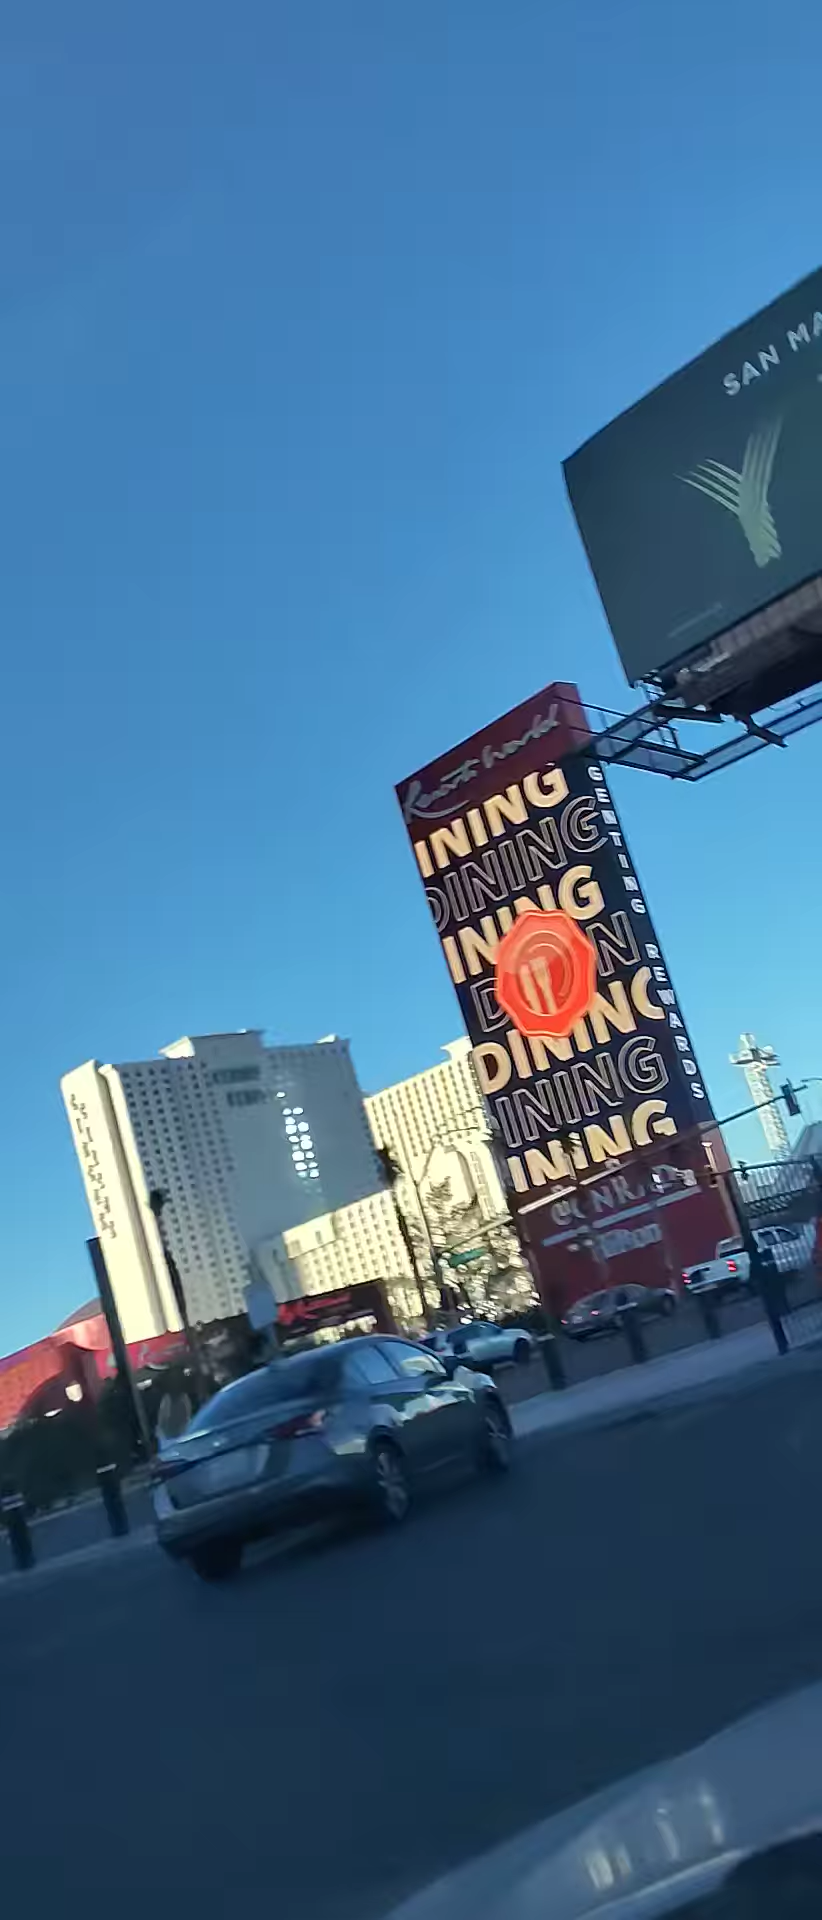 SAN MA
Resorts World
INING
DINING
INING
D N
DINING
INING
INING
GENTING REWARDS
CONRAD
Hilton